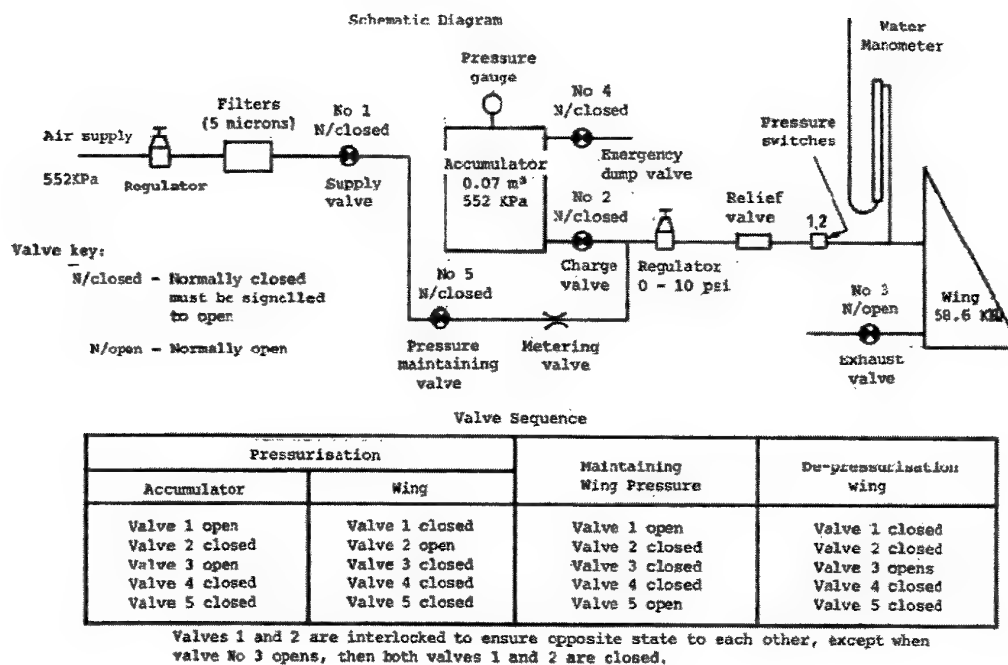 Schematic Diagram
Water
Manometer
Pressure
gauge
No 4
N/closed
No 1
N/closed
Filters
(5 microns)
Pressure
switches
Air supply
552KPa
Regulator
Supply
valve
Accumulator
0.07 m³
552 KPa
Emergency
dump valve
No 2
N/closed
Relief
valve
1,2
Charge
valve
Regulator
0 - 10 psi
Valve key:
N/closed - Normally closed
must be signalled
to open
N/open - Normally open
No 5
N/closed
Pressure
maintaining
valve
Metering
valve
No 3
N/open
Exhaust
valve
Wing
58.6
Valve Sequence
Pressurisation
Maintaining
Wing Pressure
De-pressurisation
wing
Accumulator
Wing
Valve 1 open
Valve 2 closed
Valve 3 open
Valve 4 closed
Valve 5 closed
Valve 1 closed
Valve 2 open
Valve 3 closed
Valve 4 closed
Valve 5 closed
Valve 1 open
Valve 2 closed
Valve 3 closed
Valve 4 closed
Valve 5 open
Valve 1 closed
Valve 2 closed
Valve 3 opens
Valve 4 closed
Valve 5 closed
Valves 1 and 2 are interlocked to ensure opposite state to each other, except when
valve No 3 opens, then both valves 1 and 2 are closed.